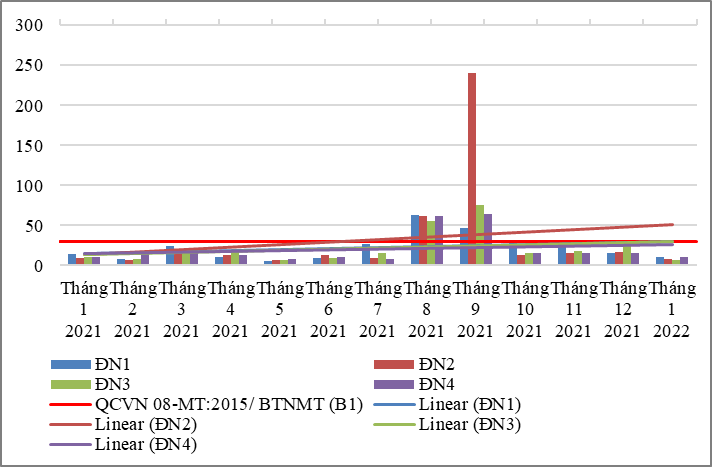 300
250
200
150
100
50
0
Tháng Tháng Tháng Tháng Tháng Tháng Tháng Tháng Tháng Tháng Tháng Tháng Tháng
1 2 3 4 5 6 7 8 9 10 11 12 1
2021 2021 2021 2021 2021 2021 2021 2021 2021 2021 2021 2021 2022
ĐN1 ĐN2
ĐN3 ĐN4
QCVN 08-MT:2015/ BTNMT (B1) Linear (ĐN1)
Linear (ĐN2) Linear (ĐN3)
Linear (ĐN4)